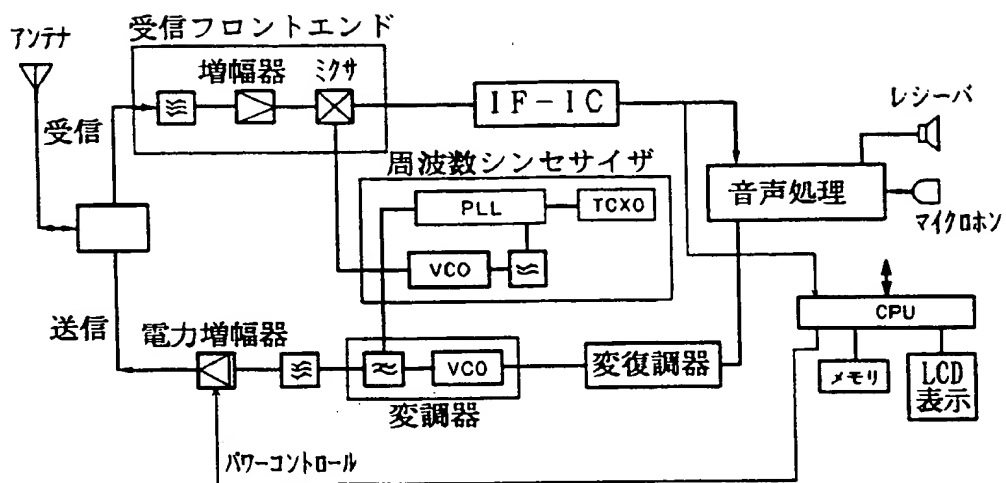 受信フロントエンド
アンテナ
増幅器
ミクサ
IF-IC
レシーバ
受信
周波数シンセサイザ
音声処理
PLL
TCXO
マイクロホン
VCO
CPU
送信
電力増幅器
変復調器
VCO
メモリ
LCD
表示
変調器
パワーコントロール